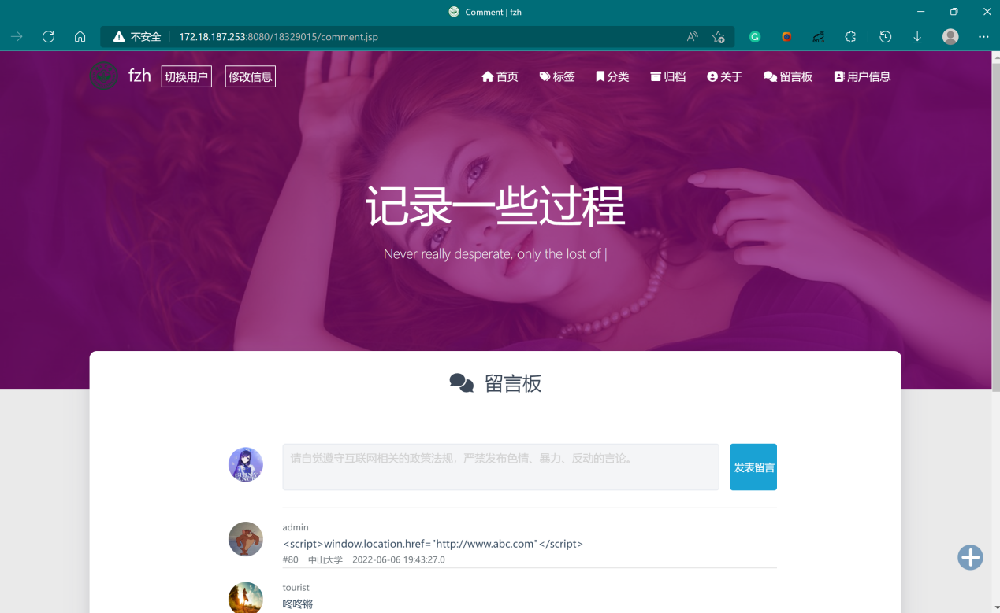 Comment | fzh
不安全 | 172.18.187.253:8080/18329015/comment.jsp
fzh 切换用户 修改信息 首页 标签 分类 归档 关于 留言板 用户信息
记录一些过程
Never really desperate, only the lost of |
留言板
请自觉遵守互联网相关的政策法规，严禁发布色情、暴力、反动的言论。
发表留言
admin
<script>window.location.href="http://www.abc.com"</script>
#80 中山大学 2022-06-06 19:43:27.0
tourist
咚咚锵